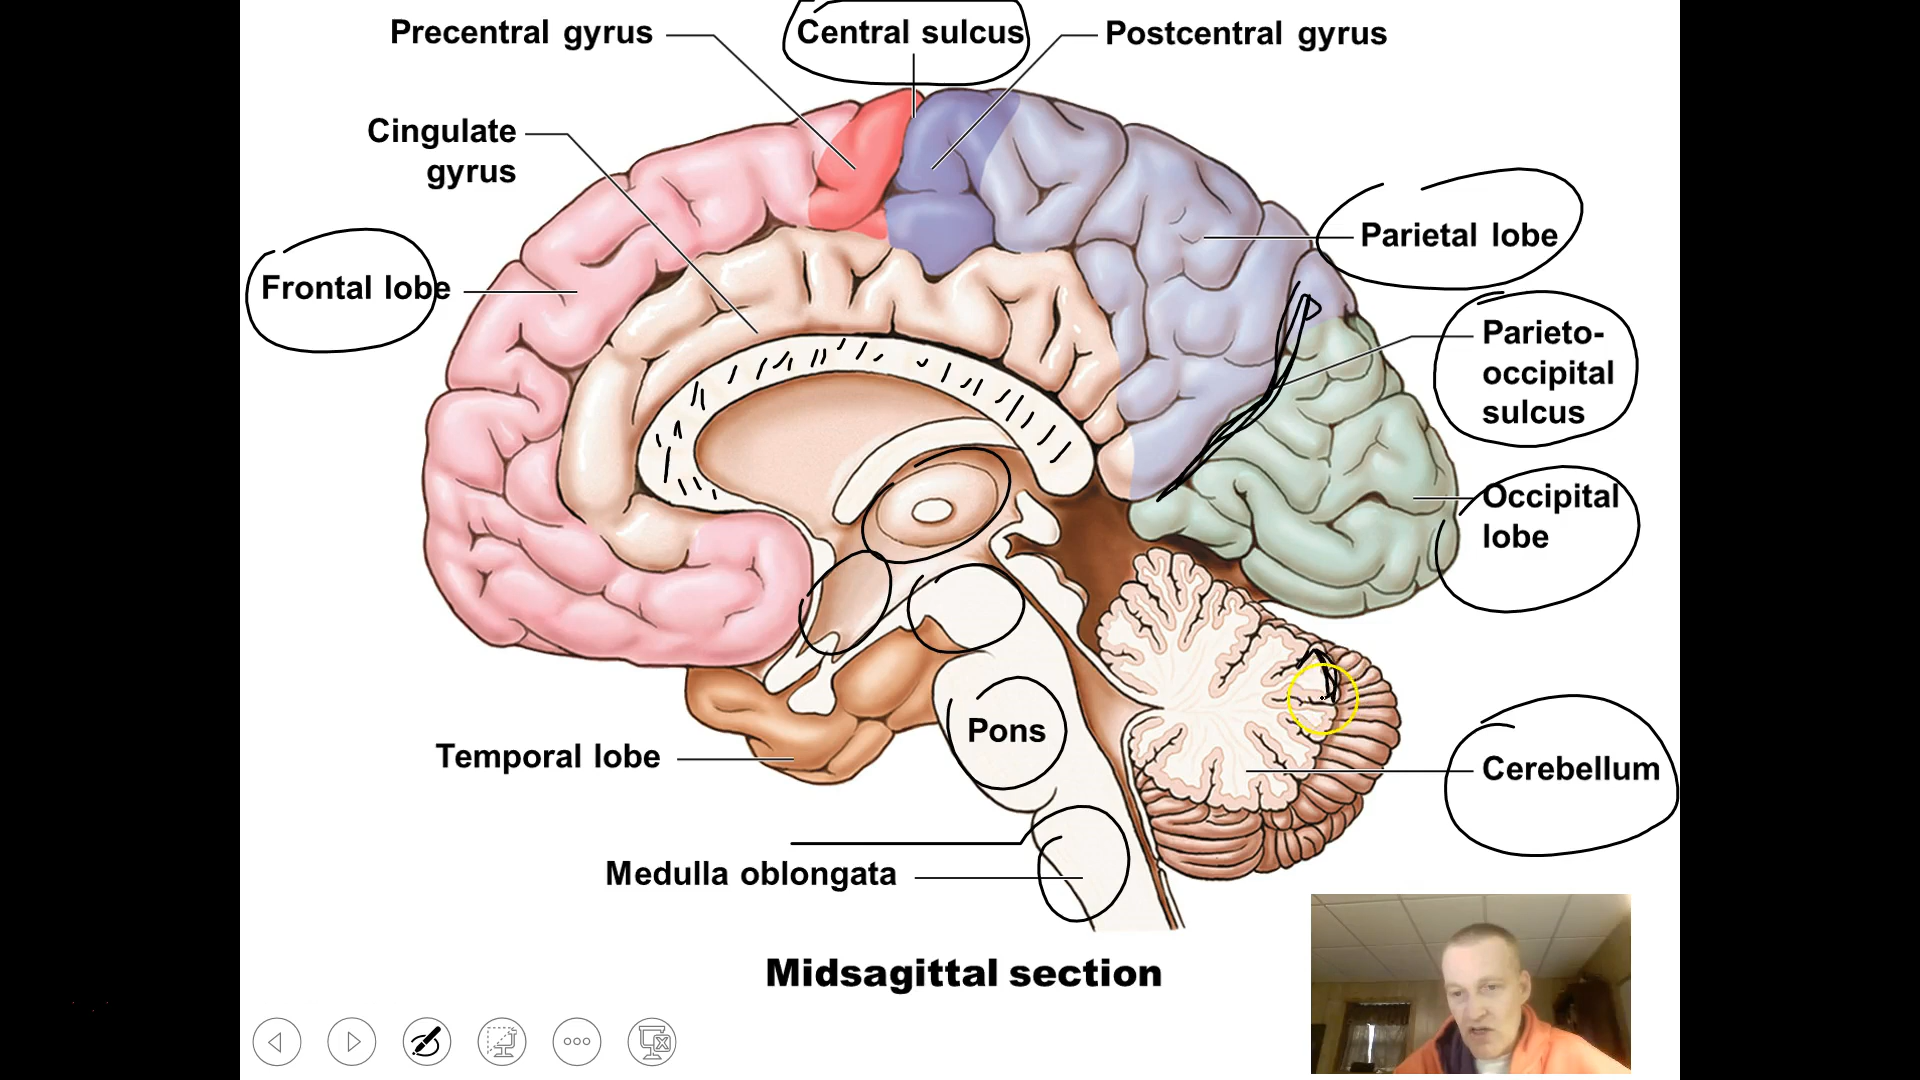 Precentral gyrus
Central sulcus
Postcentral gyrus
Cingulate
gyrus
Parietal lobe
Frontal lobe
Parieto-
occipital
sulcus
Occipital
lobe
Pons
Temporal lobe
Cerebellum
Medulla oblongata
Midsagittal section